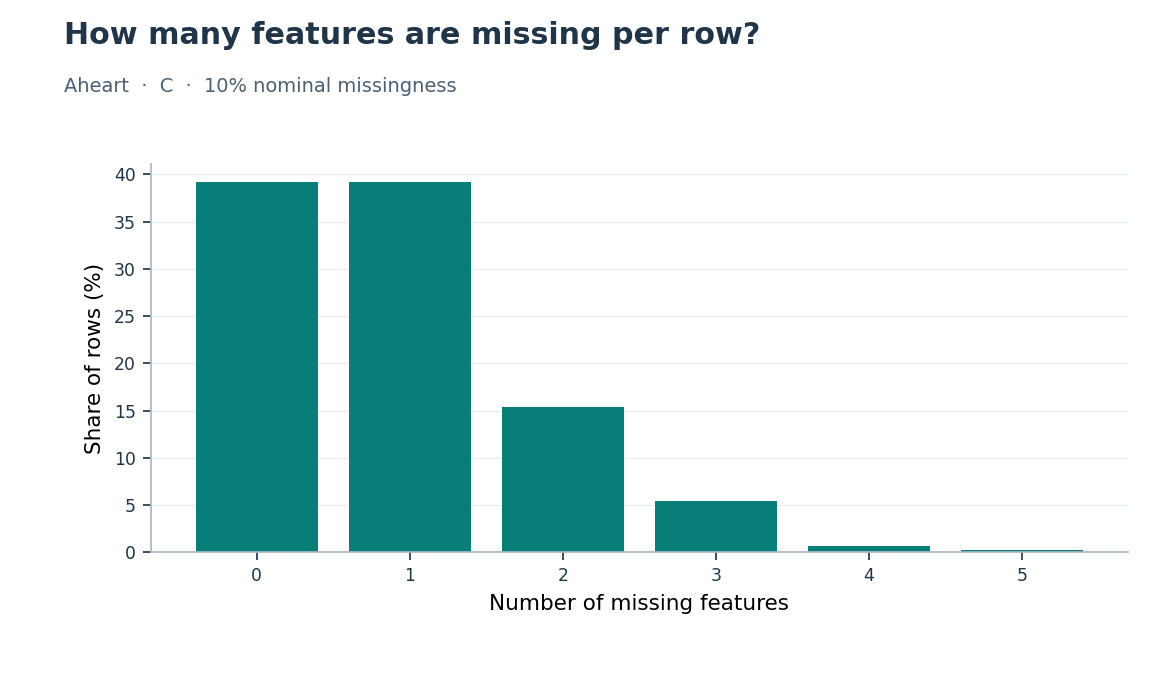 How many features are missing per row?
Aheart · C · 10% nominal missingness
40
35
30
25
20
15
10
5
0
Share of rows (%)
0 1 2 3 4 5
Number of missing features